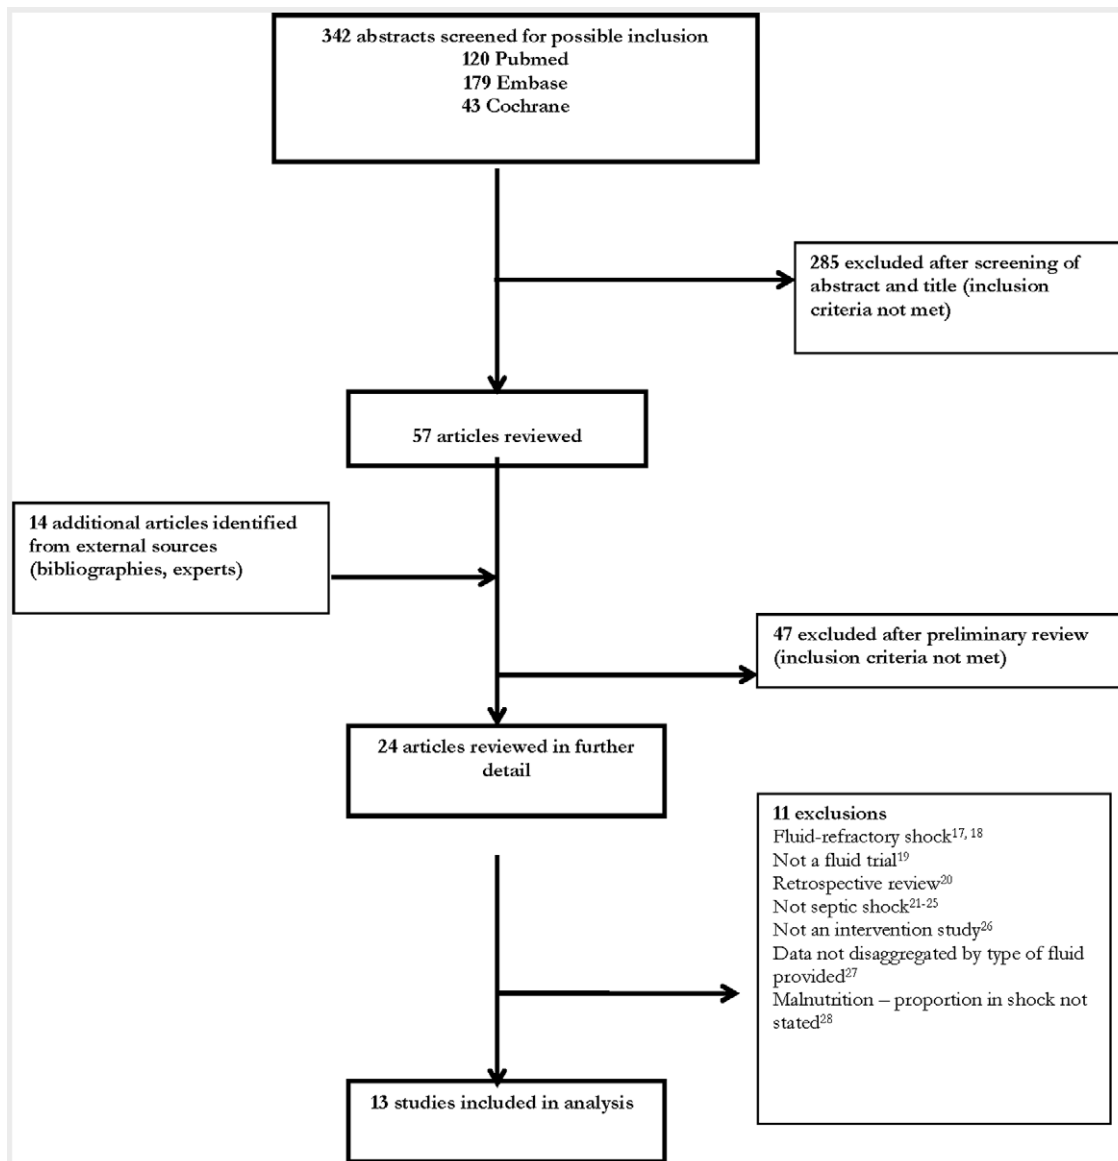 342 abstracts screened for possible inclusion
120 Pubmed
179 Embase
43 Cochrane
285 excluded after screening of
abstract and title (inclusion
criteria not met)
57 articles reviewed
14 additional articles identified
from external sources
(bibliographies, experts)
47 excluded after preliminary review
(inclusion criteria not met)
24 articles reviewed in further
detail
11 exclusions
Fluid-refractory shock17, 18
Not a fluid trial19
Retrospective review20
Not septic shock21-25
Not an intervention study26
Data not disaggregated by type of fluid
provided27
Malnutrition – proportion in shock not
stated28
13 studies included in analysis